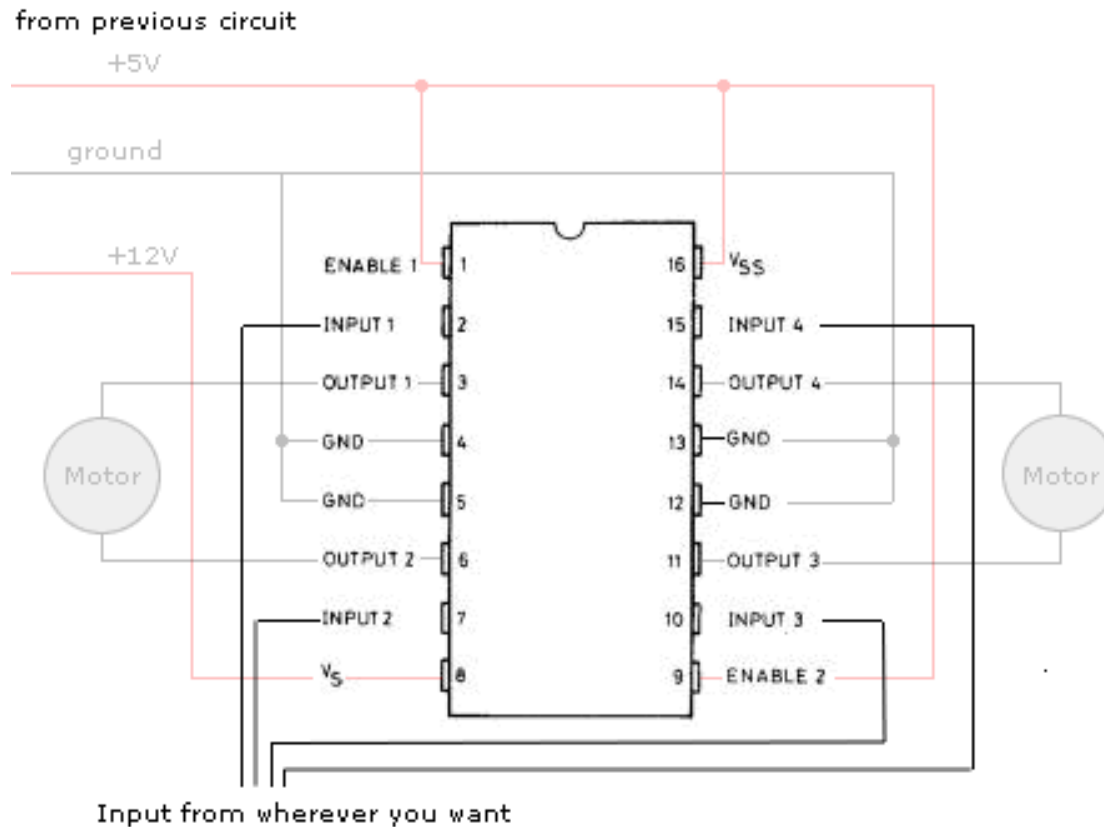 from previous circuit
+5V
ground
+12V
ENABLE 1 1 16 VSS
INPUT 1 2 15 INPUT 4
OUTPUT 1 3 14 OUTPUT 4
GND 4 13 GND
Motor Motor
GND 5 12 GND
OUTPUT 2 6 11 OUTPUT 3
INPUT 2 7 10 INPUT 3
VS 8 9 ENABLE 2
Input from wherever you want